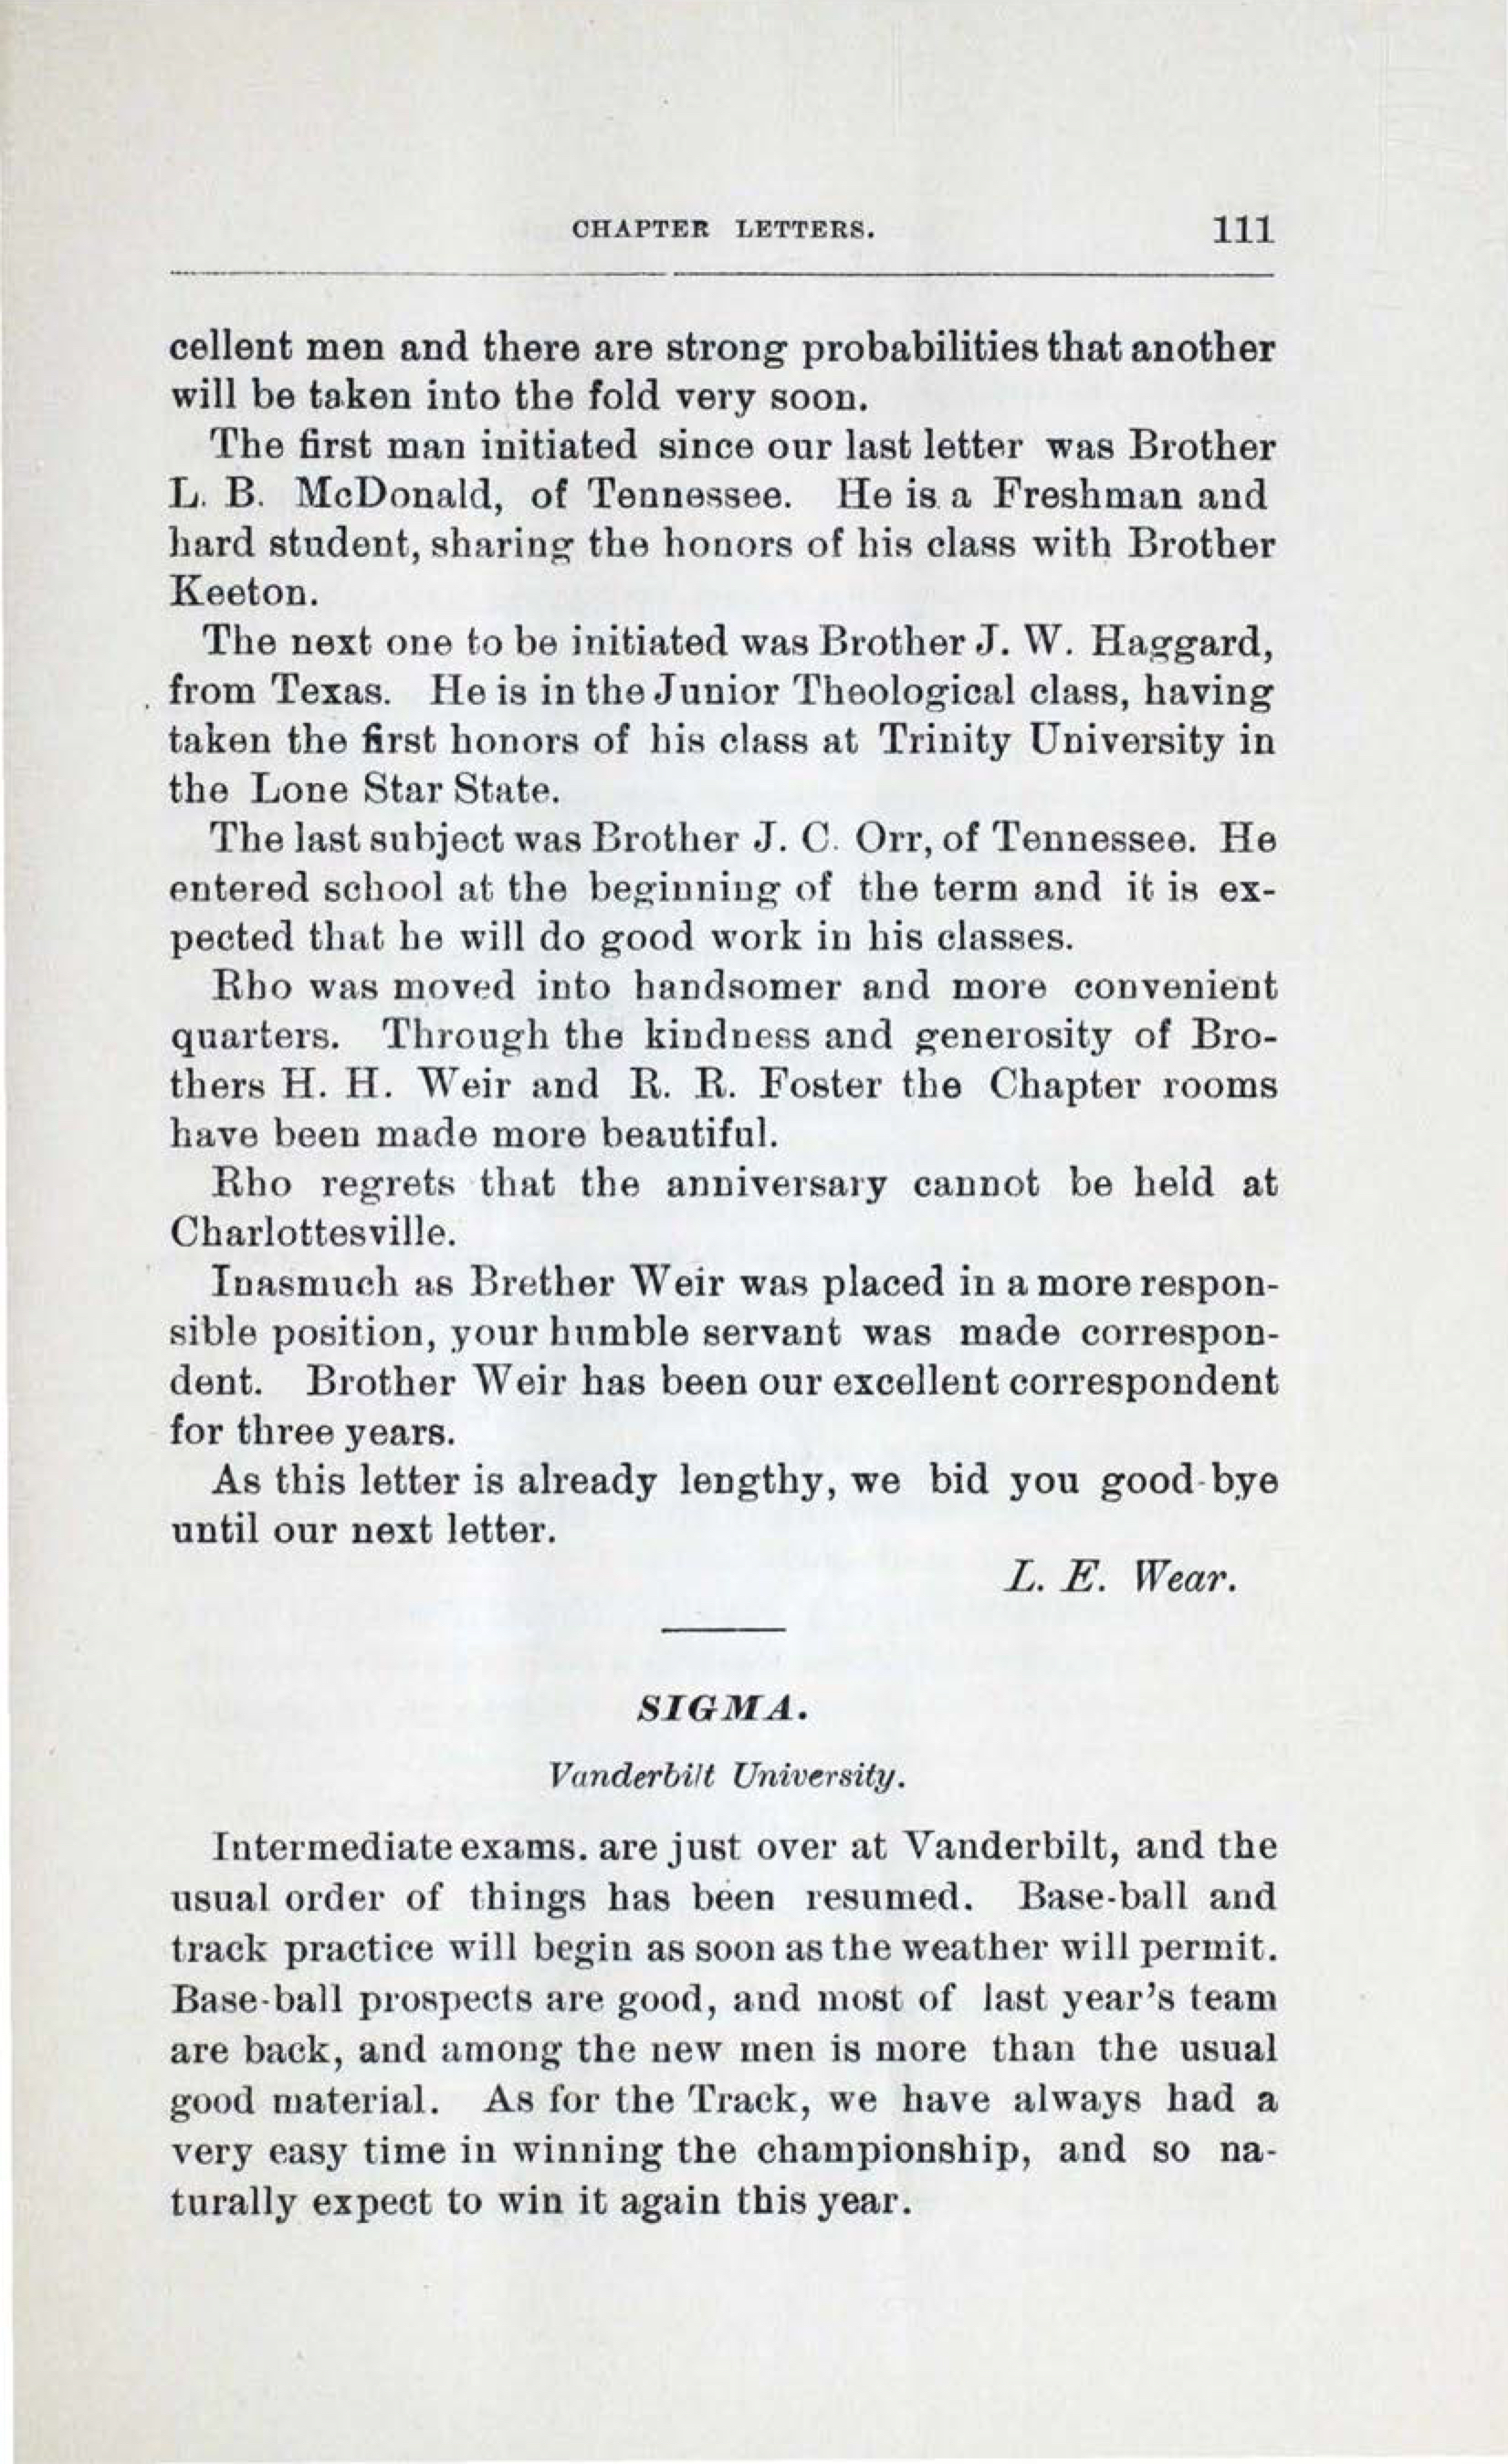 CHAPTER LETTERS. 111
cellent men and there are strong probabilities that another
will be taken into the fold very soon.
The first man initiated since our last letter was Brother
L. B. McDonald, of Tennessee. He is a Freshman and
hard student, sharing the honors of his class with Brother
Keeton.
The next one to be initiated was Brother J. W. Haggard,
from Texas. He is in the Junior Theological class, having
taken the first honors of his class at Trinity University in
the Lone Star State.
The last subject was Brother J. C. Orr, of Tennessee. He
entered school at the beginning of the term and it is ex-
pected that he will do good work in his classes.
Rho was moved into handsomer and more convenient
quarters. Through the kindness and generosity of Bro-
thers H. H. Weir and R. R. Foster the Chapter rooms
have been made more beautiful.
Rho regrets that the anniversary cannot be held at
Charlottesville.
Inasmuch as Brether Weir was placed in a more respon-
sible position, your humble servant was made correspon-
dent. Brother Weir has been our excellent correspondent
for three years.
As this letter is already lengthy, we bid you good-bye
until our next letter.
L. E. Wear.
SIGMA.
Vanderbilt University.
Intermediate exams. are just over at Vanderbilt, and the
usual order of things has been resumed. Base-ball and
track practice will begin as soon as the weather will permit.
Base-ball prospects are good, and most of last year's team
are back, and among the new men is more than the usual
good material. As for the Track, we have always had a
very easy time in winning the championship, and so na-
turally expect to win it again this year.